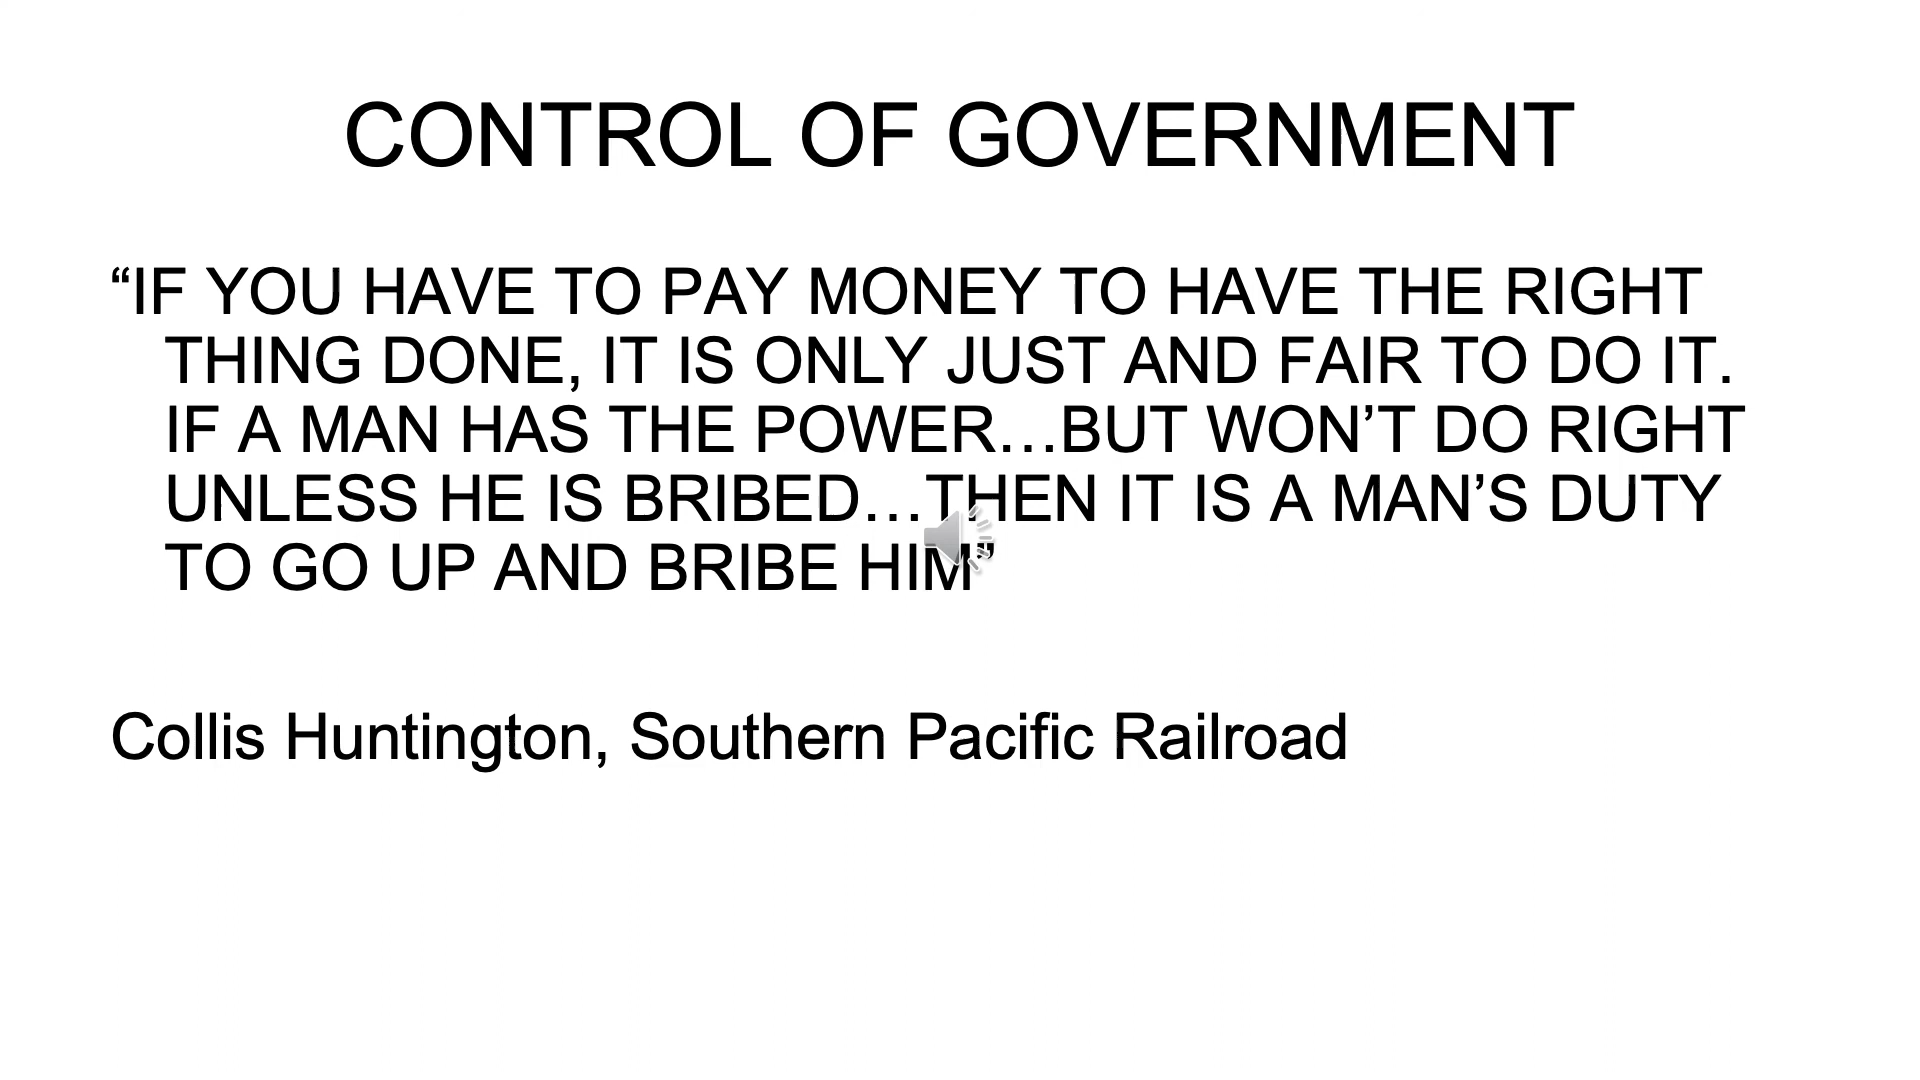 CONTROL OF GOVERNMENT
“IF YOU HAVE TO PAY MONEY TO HAVE THE RIGHT
THING DONE, IT IS ONLY JUST AND FAIR TO DO IT.
IF A MAN HAS THE POWER…BUT WON’T DO RIGHT
UNLESS HE IS BRIBED…THEN IT IS A MAN’S DUTY
TO GO UP AND BRIBE HIM”
Collis Huntington, Southern Pacific Railroad